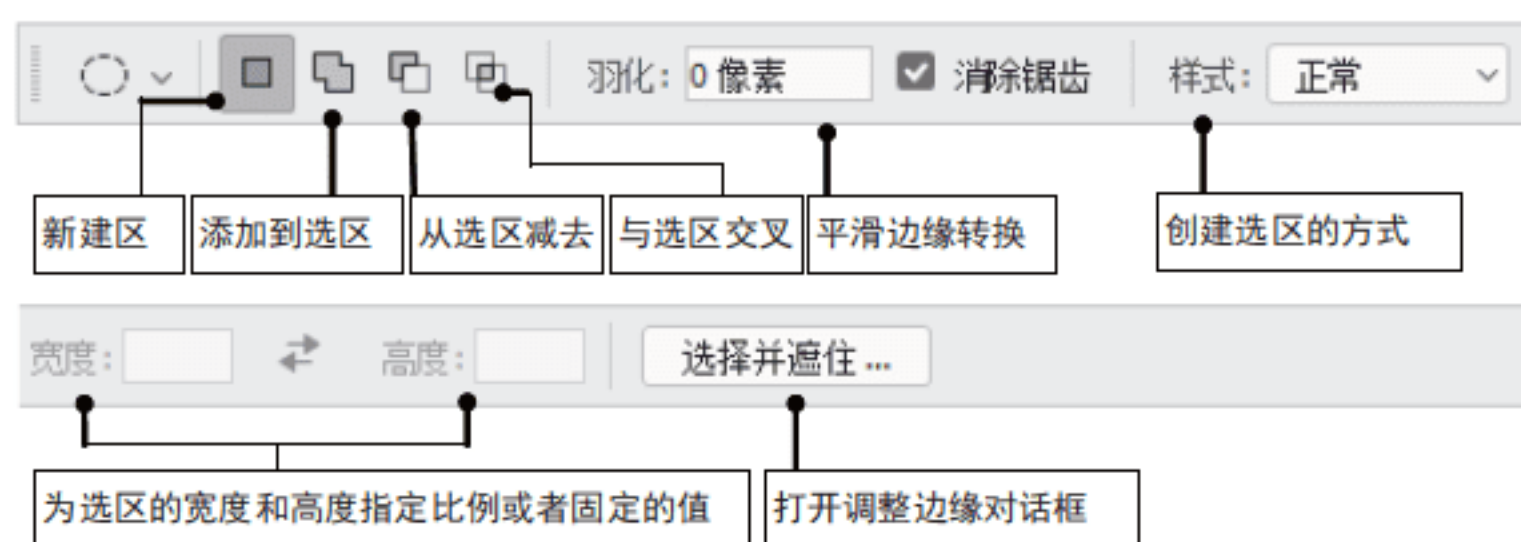 羽化: 0 像素 消除锯齿 样式: 正常
新建区 添加到选区 从选区减去 与选区交叉 平滑边缘转换 创建选区的方式
宽度: 高度: 选择并遮住 ...
为选区的宽度和高度指定比例或者固定的值 打开调整边缘对话框